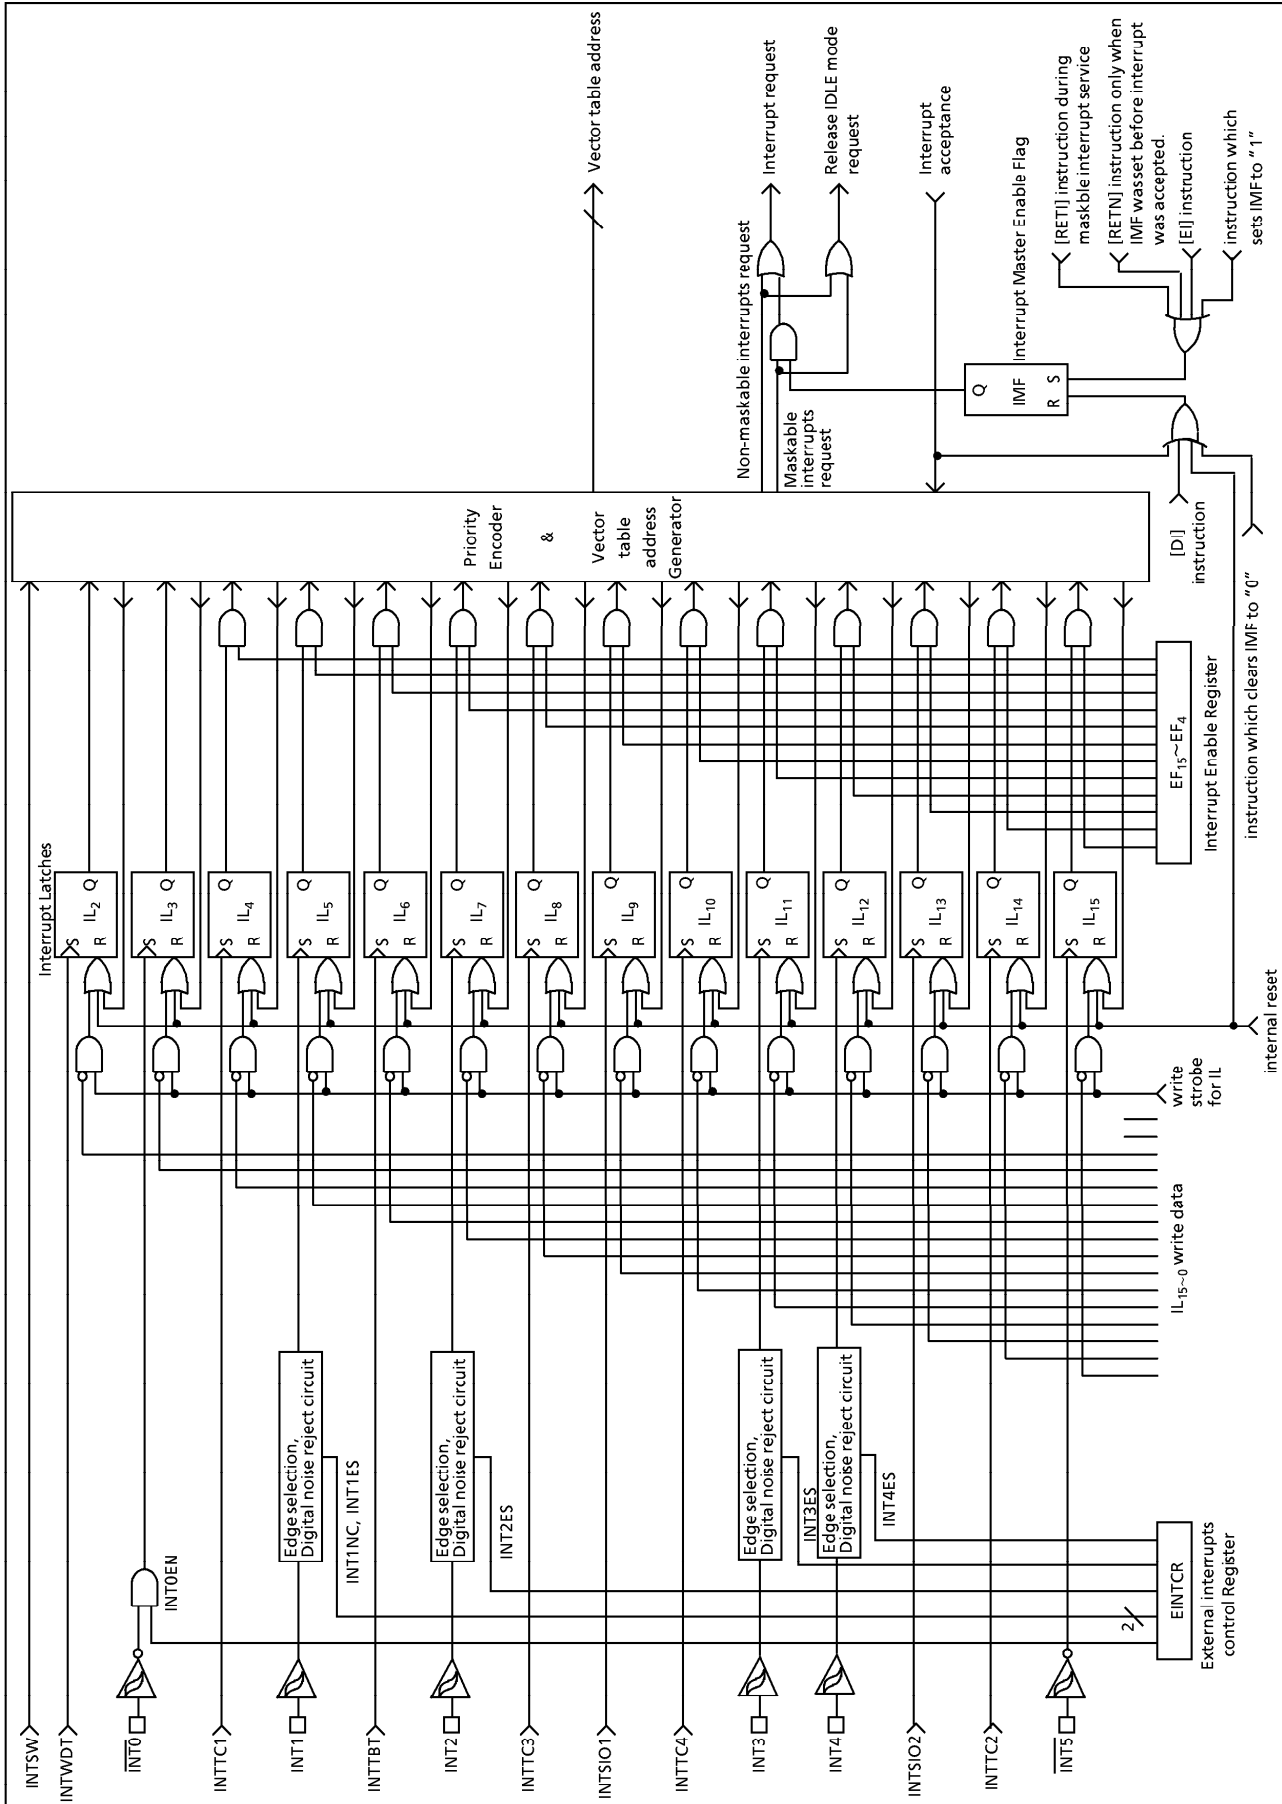 INTSW
INTWDT
INT0
INTTC1
INT1
INTTBT
INT2
INTTC3
INTSIO1
INTTC4
INT3
INT4
INTSIO2
INTTC2
INT5
INT0EN
Edge selection,
Digital noise reject circuit
INT1NC, INT1ES
Edge selection,
Digital noise reject circuit
INT2ES
Edge selection,
Digital noise reject circuit
INT3ES
Edge selection,
Digital noise reject circuit
INT4ES
2
EINTCR
External interrupts
control Register
IL15~0 write data
write
strobe
for IL
internal reset
Interrupt Latches
S R IL2 Q
S R IL3 Q
S R IL4 Q
S R IL5 Q
S R IL6 Q
S R IL7 Q
S R IL8 Q
S R IL9 Q
S R IL10 Q
S R IL11 Q
S R IL12 Q
S R IL13 Q
S R IL14 Q
S R IL15 Q
EF15~EF4
Interrupt Enable Register
instruction which clears IMF to "0"
Priority
Encoder
&
Vector
table
address
Generator
[DI]
instruction
Vector table address
Non-maskable interrupts request
Maskable
interrupts
request
Interrupt request
Release IDLE mode
request
Interrupt
acceptance
Q
IMF
R S
Interrupt Master Enable Flag
[RETI] instruction during
maskble interrupt service
[RETN] instruction only when
IMF wasset before interrupt
was accepted.
[EI] instruction
instruction which
sets IMF to "1"